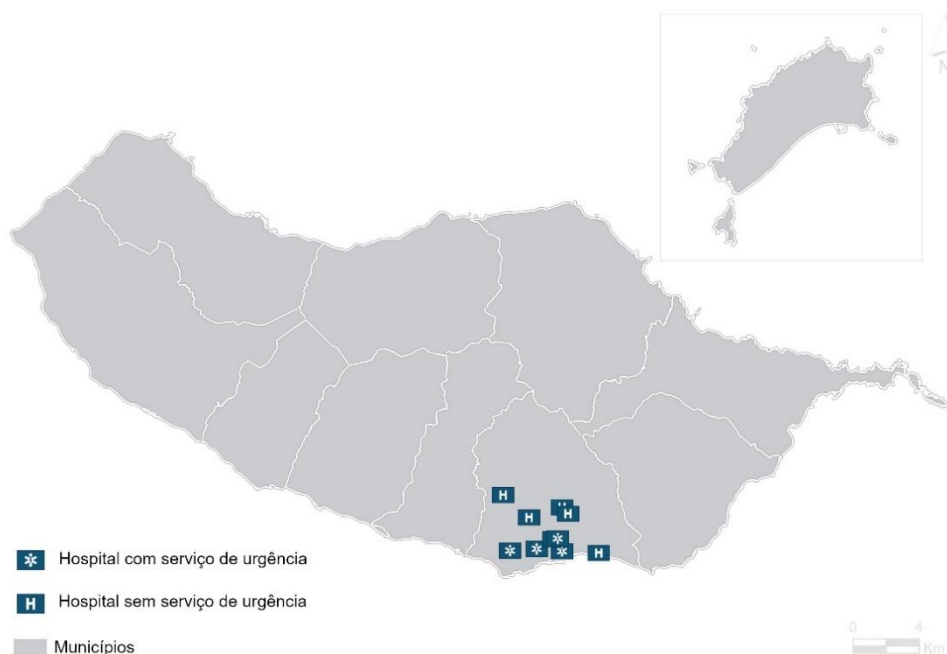 N
H
H
H
H
Hospital com serviço de urgência
H Hospital sem serviço de urgência
Municípios
0 4
Km